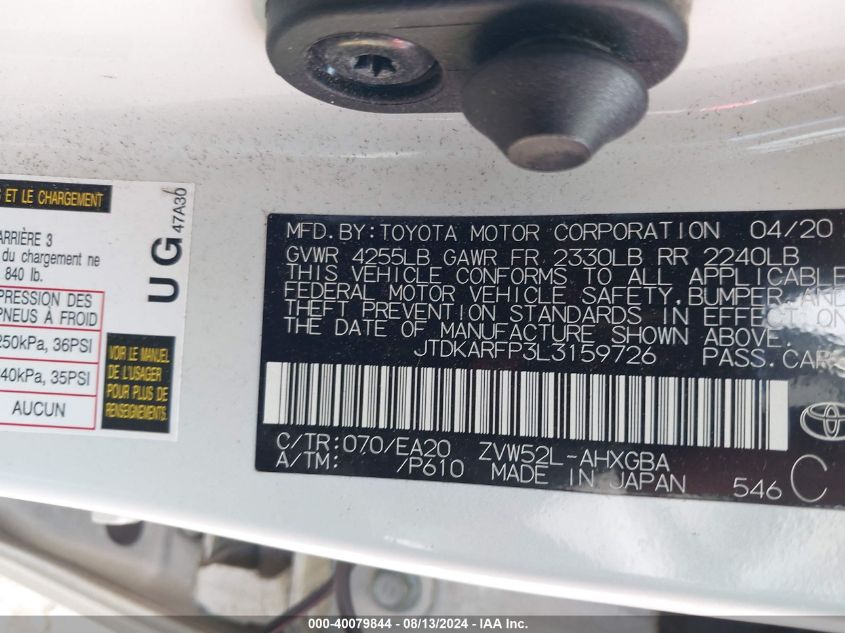 S ET LE CHARGEMENT
ARRIÈRE 3
du chargement ne
840 lb.
PRESSION DES
PNEUS À FROID
250kPa, 36PSI
240kPa, 35PSI
AUCUN
VOIR LE MANUEL
DE L'USAGER
POUR PLUS DE
RENSEIGNEMENTS
UG
47A30
MFD. BY: TOYOTA MOTOR CORPORATION 04/20
GVWR 4255LB GAWR FR 2330LB RR 2240LB
THIS VEHICLE CONFORMS TO ALL APPLICABLE
FEDERAL MOTOR VEHICLE SAFETY, BUMPER, AND
THEFT PREVENTION STANDARDS IN EFFECT ON
THE DATE OF MANUFACTURE SHOWN ABOVE.
JTDKARFP3L3159726 PASS. CAR
C/TR: 070/EA20 ZVW52L-AHXGBA
A/TM: /P610 MADE IN JAPAN 546 C
000-40079844 - 08/13/2024 - IAA Inc.